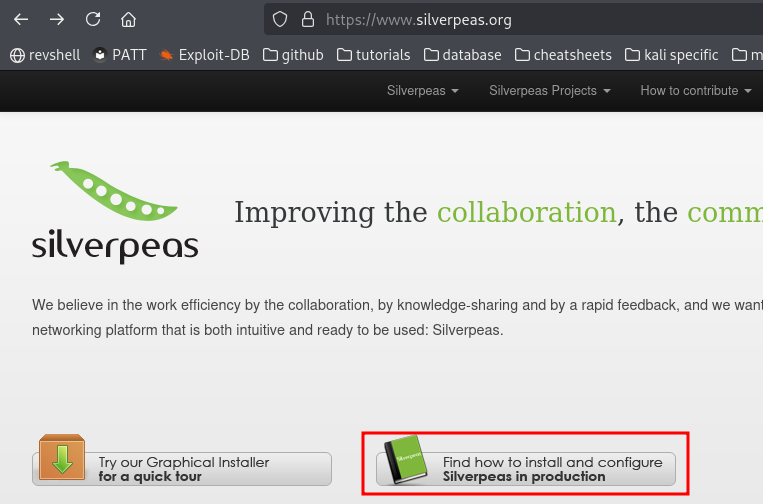 https://www.silverpeas.org
revshell PATT Exploit-DB github tutorials database cheatsheets kali specific m
Silverpeas Silverpeas Projects How to contribute
silverpeas
Improving the collaboration, the comm
We believe in the work efficiency by the collaboration, by knowledge-sharing and by a rapid feedback, and we want
networking platform that is both intuitive and ready to be used: Silverpeas.
Try our Graphical Installer
for a quick tour
Silverpeas
Find how to install and configure
Silverpeas in production